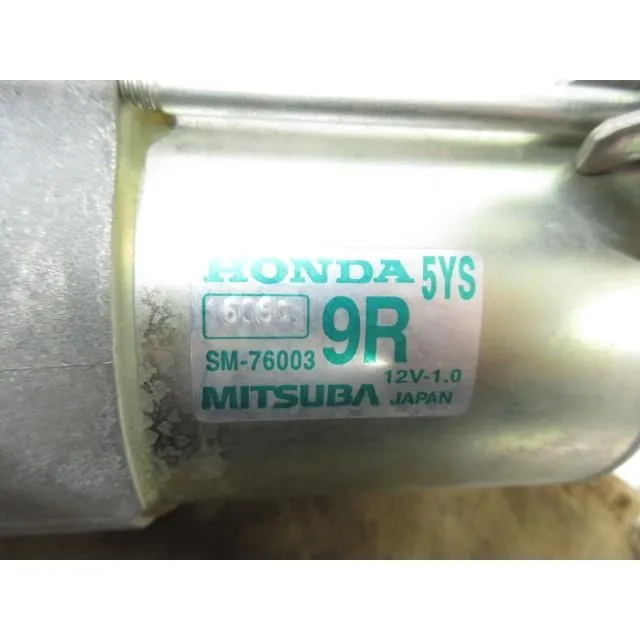 HONDA 5YS
9R
SM-76003
12V-1.0
MITSUBA JAPAN